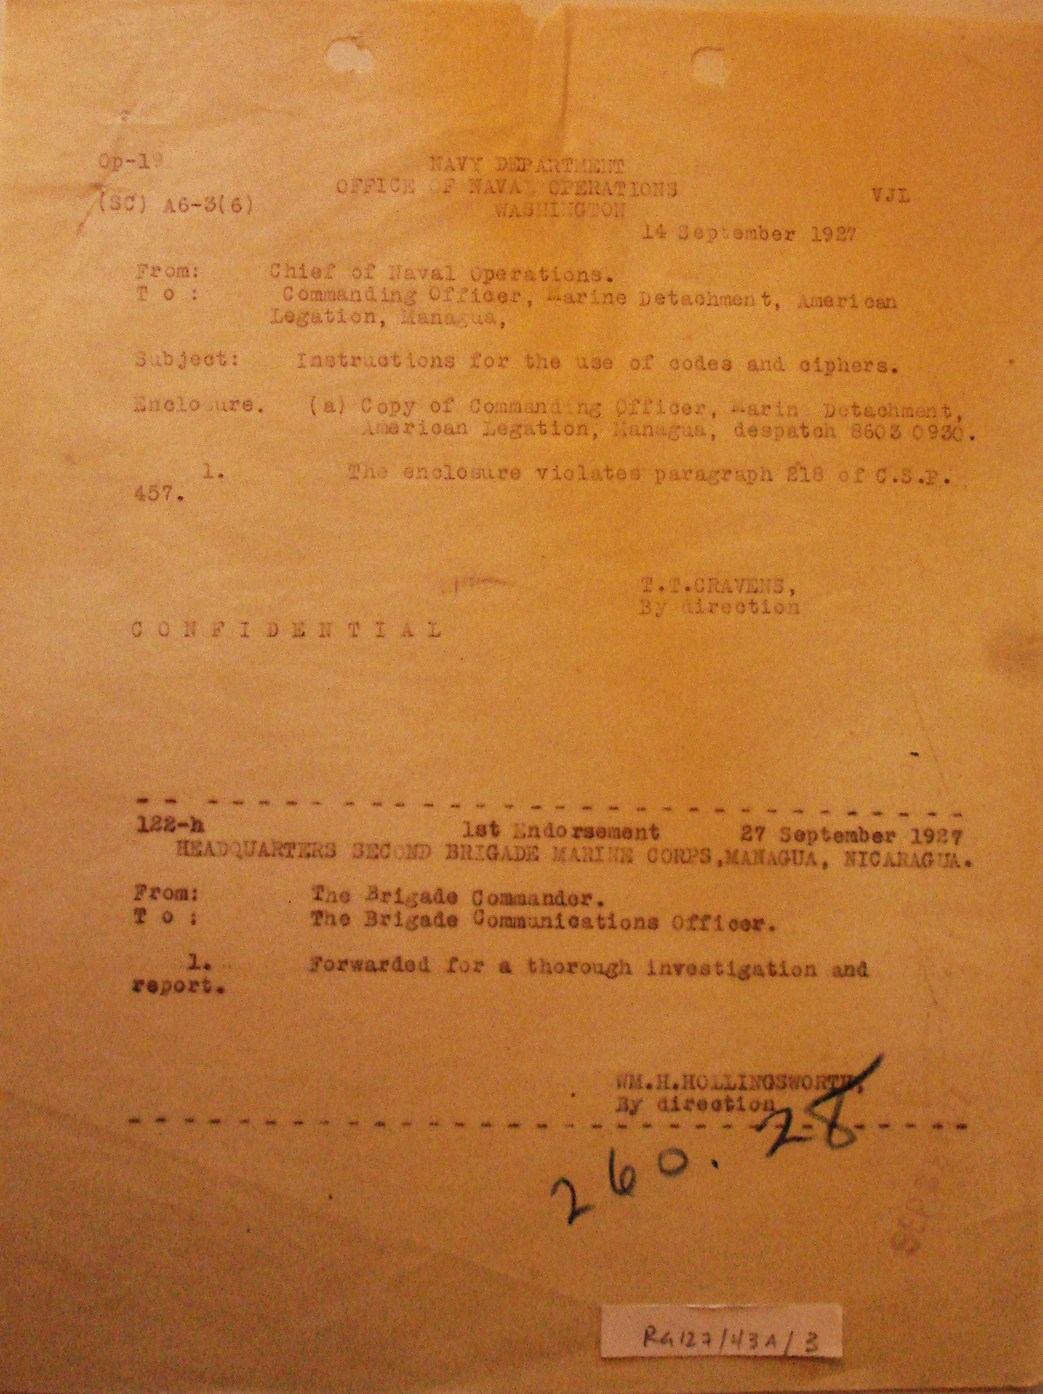 Op-19
NAVY DEPARTMENT
OFFICE OF NAVAL OPERATIONS
(SC) A6-3(6) VJL
WASHINGTON
14 September 1927
From: Chief of Naval Operations.
T o : Commanding Officer, Marine Detachment, American
Legation, Managua,
Subject: Instructions for the use of codes and ciphers.
Enclosure. (a) Copy of Commanding Officer, Marin Detachment,
American Legation, Managua, despatch 8603 0930.
1. The enclosure violates paragraph 218 of C.S.P.
457.
T.T.CRAVENS,
By direction
C O N F I D E N T I A L
122-h 1st Endorsement 27 September 1927
HEADQUARTERS SECOND BRIGADE MARINE CORPS,MANAGUA, NICARAGUA.
From: The Brigade Commander.
T o : The Brigade Communications Officer.
1. Forwarded for a thorough investigation and
report.
WM.H.HOLLINGSWORTH,
By direction
260.28
RG127/43A/3